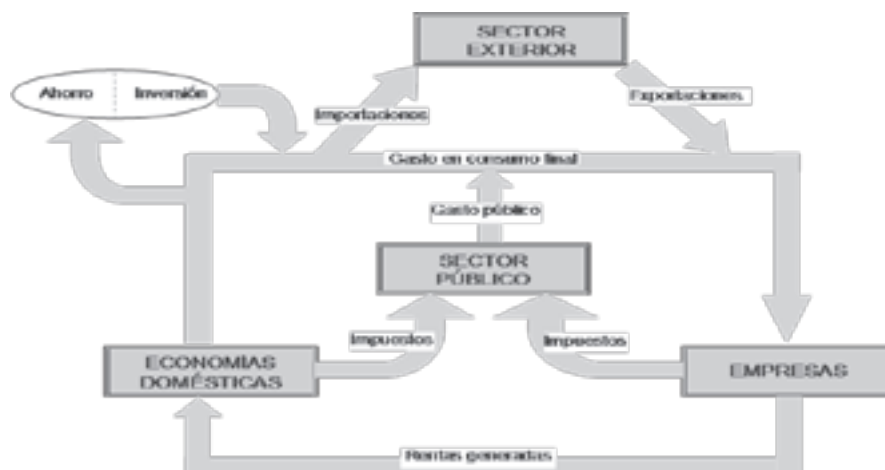 SECTOR
EXTERIOR
Ahorro
Inversión
Importaciones
Exportaciones
Gasto en consumo final
Gasto público
SECTOR
PÚBLICO
Impuestos
Impuestos
ECONOMÍAS
DOMÉSTICAS
EMPRESAS
Rentas generadas